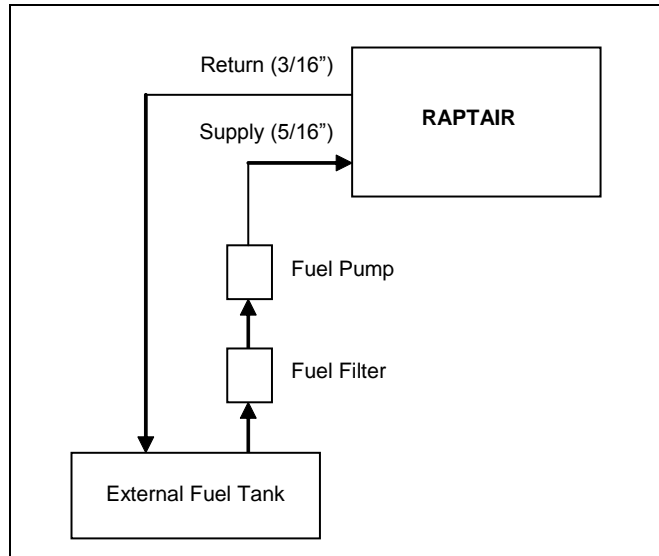 Return (3/16”)
RAPTAIR
Supply (5/16”)
Fuel Pump
Fuel Filter
External Fuel Tank